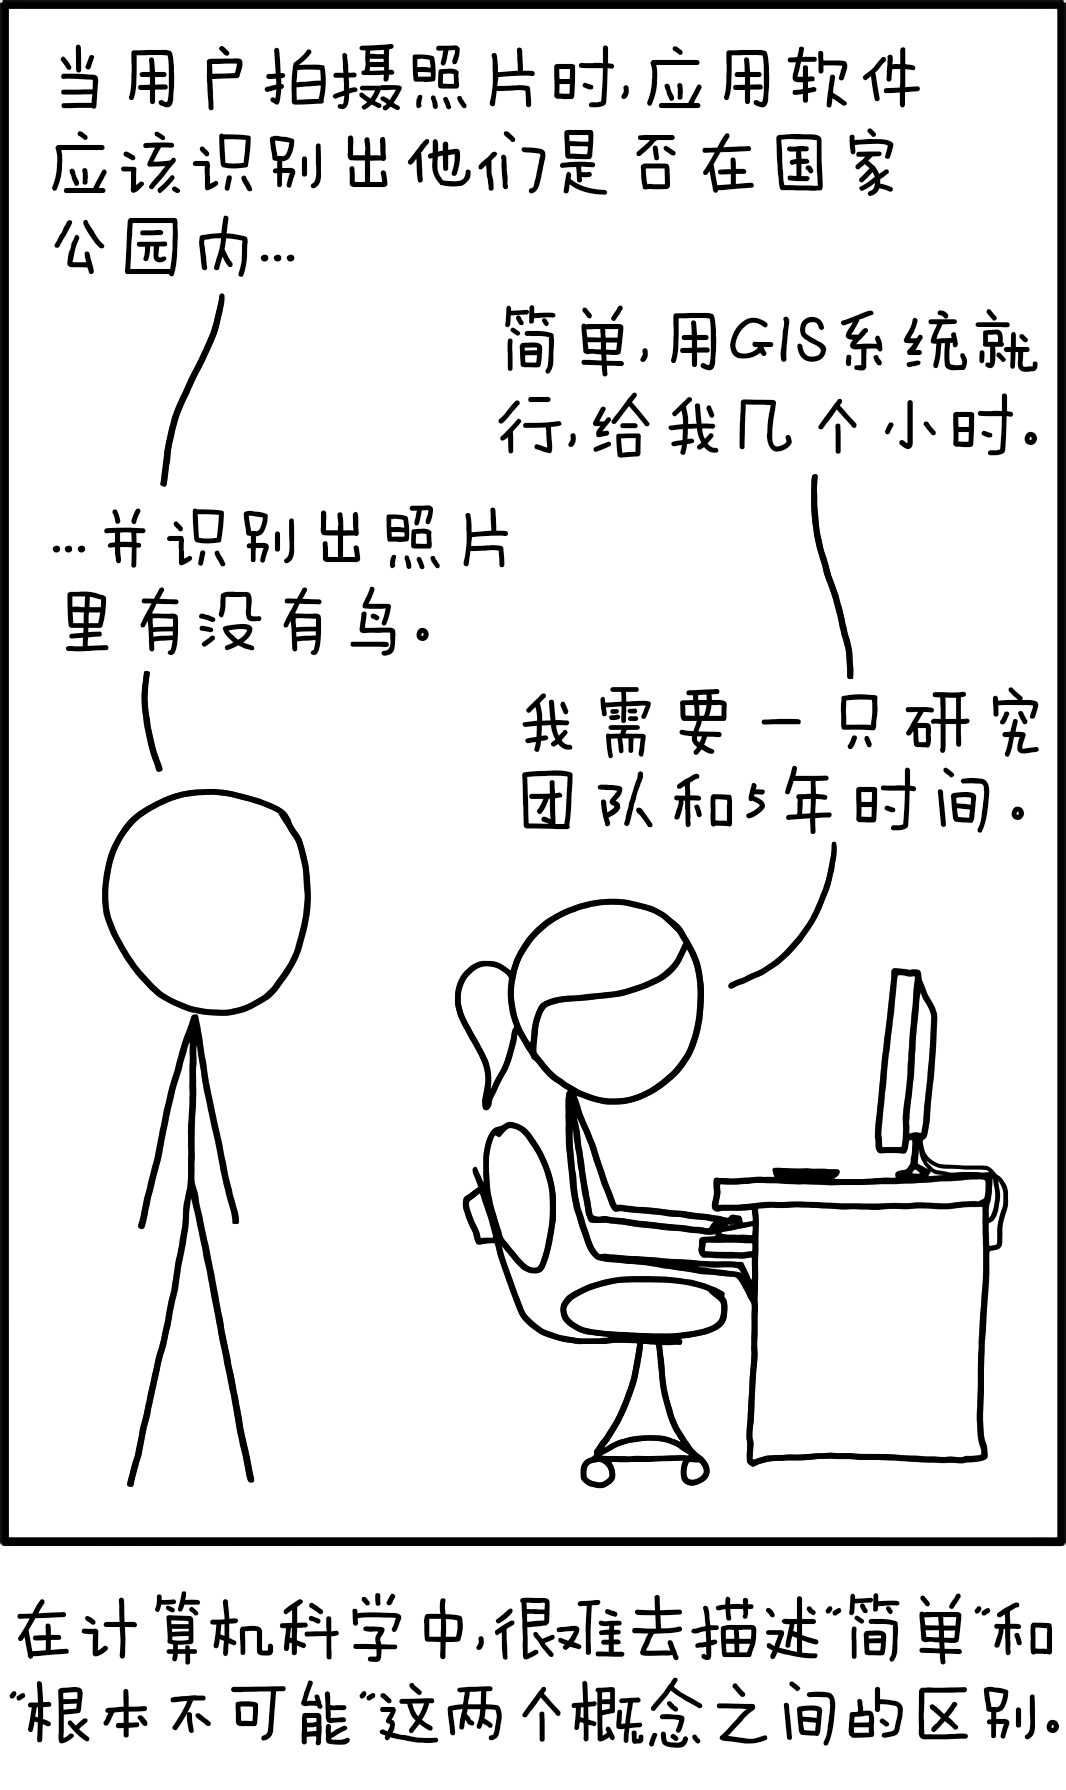 当用户拍摄照片时,应用软件
应该识别出他们是否在国家
公园内...
简单,用GIS系统就
行,给我几个小时。
...并识别出照片
里有没有鸟。
我需要一只研究
团队和5年时间。
在计算机科学中,很难去描述"简单"和
"根本不可能"这两个概念之间的区别。